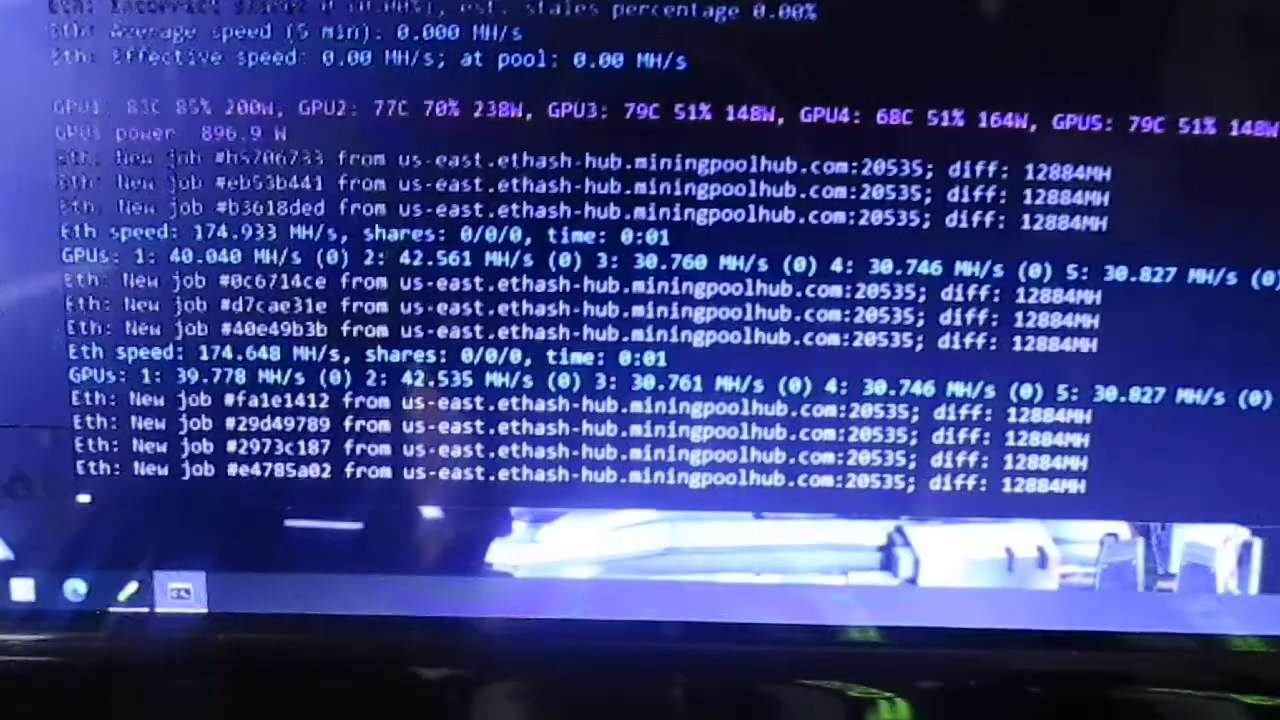 Eth: Incorrect shares 0 (0.00%), est. stales percentage 0.00%
Eth: Average speed (5 min): 0.000 MH/s
Eth: Effective speed: 0.00 MH/s; at pool: 0.00 MH/s
GPU1: 83C 85% 200W, GPU2: 77C 70% 238W, GPU3: 79C 51% 148W, GPU4: 68C 51% 164W, GPU5: 79C 51% 148W
GPUs power: 896.9 W
Eth: New job from us-east.ethash-hub.miningpoolhub.com:20535; diff: 12884MH
Eth: New job #eb53b441 from us-east.ethash-hub.miningpoolhub.com:20535; diff: 12884MH
Eth: New job #b3618ded from us-east.ethash-hub.miningpoolhub.com:20535; diff: 12884MH
Eth speed: 174.933 MH/s, shares: 0/0/0, time: 0:01
GPUs: 1: 40.040 MH/s (0) 2: 42.561 MH/s (0) 3: 30.760 MH/s (0) 4: 30.746 MH/s (0) 5: 30.827 MH/s (0)
Eth: New job #0c6714ce from us-east.ethash-hub.miningpoolhub.com:20535; diff: 12884MH
Eth: New job #d7cae31e from us-east.ethash-hub.miningpoolhub.com:20535; diff: 12884MH
Eth: New job #40e49b3b from us-east.ethash-hub.miningpoolhub.com:20535; diff: 12884MH
Eth speed: 174.648 MH/s, shares: 0/0/0, time: 0:01
GPUs: 1: 39.778 MH/s (0) 2: 42.535 MH/s (0) 3: 30.761 MH/s (0) 4: 30.746 MH/s (0) 5: 30.827 MH/s (0)
Eth: New job #fa1e1412 from us-east.ethash-hub.miningpoolhub.com:20535; diff: 12884MH
Eth: New job #29d49789 from us-east.ethash-hub.miningpoolhub.com:20535; diff: 12884MH
Eth: New job #2973c187 from us-east.ethash-hub.miningpoolhub.com:20535; diff: 12884MH
Eth: New job #e4785a02 from us-east.ethash-hub.miningpoolhub.com:20535; diff: 12884MH